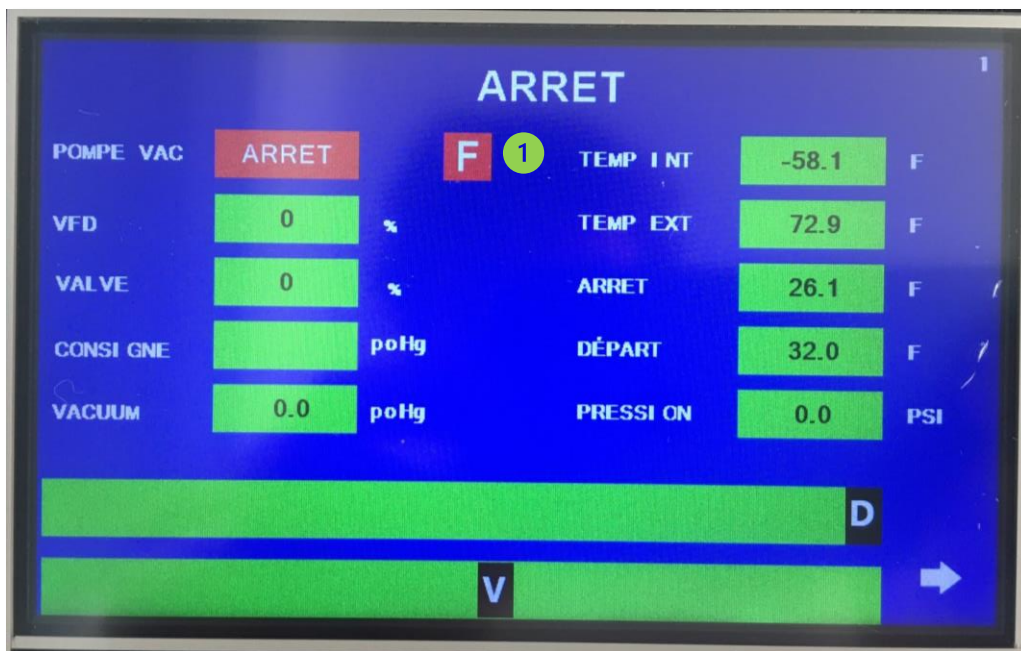 1
ARRET
POMPE VAC ARRET F 1 TEMP INT -58.1 F
VFD 0 % TEMP EXT 72.9 F
VALVE 0 % ARRET 26.1 F
CONSIGNE poHg DÉPART 32.0 F
VACUUM 0.0 poHg PRESSION 0.0 PSI
D
V